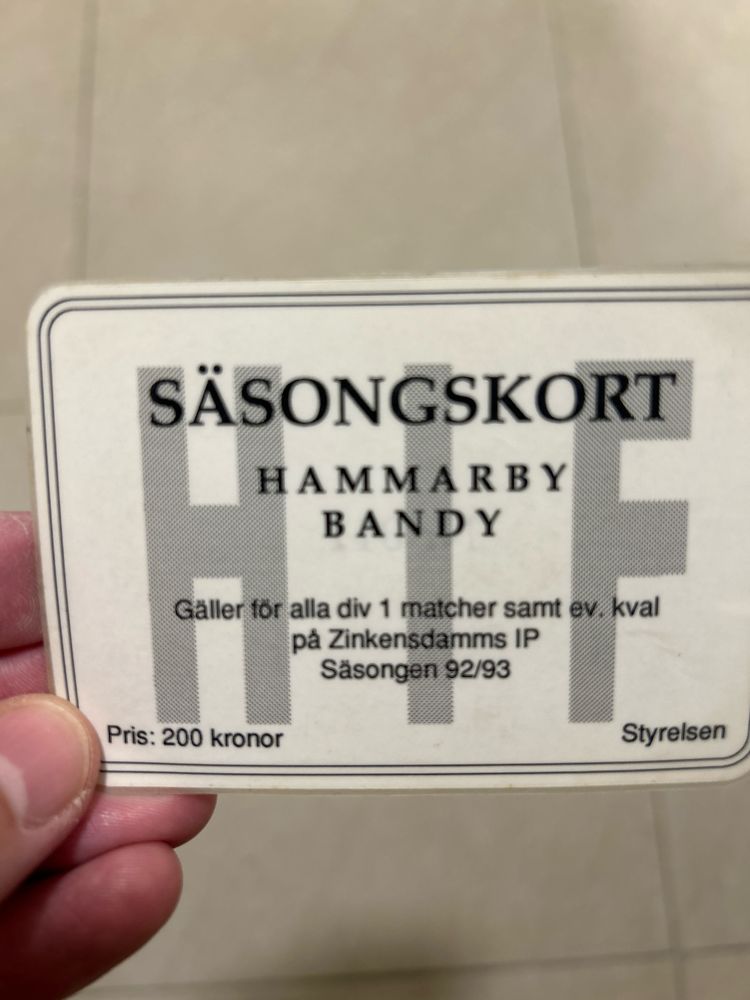 HIF
SÄSONGSKORT
HAMMARBY
BANDY
Gäller för alla div 1 matcher samt ev. kval
på Zinkensdamms IP
Säsongen 92/93
Pris: 200 kronor
Styrelsen